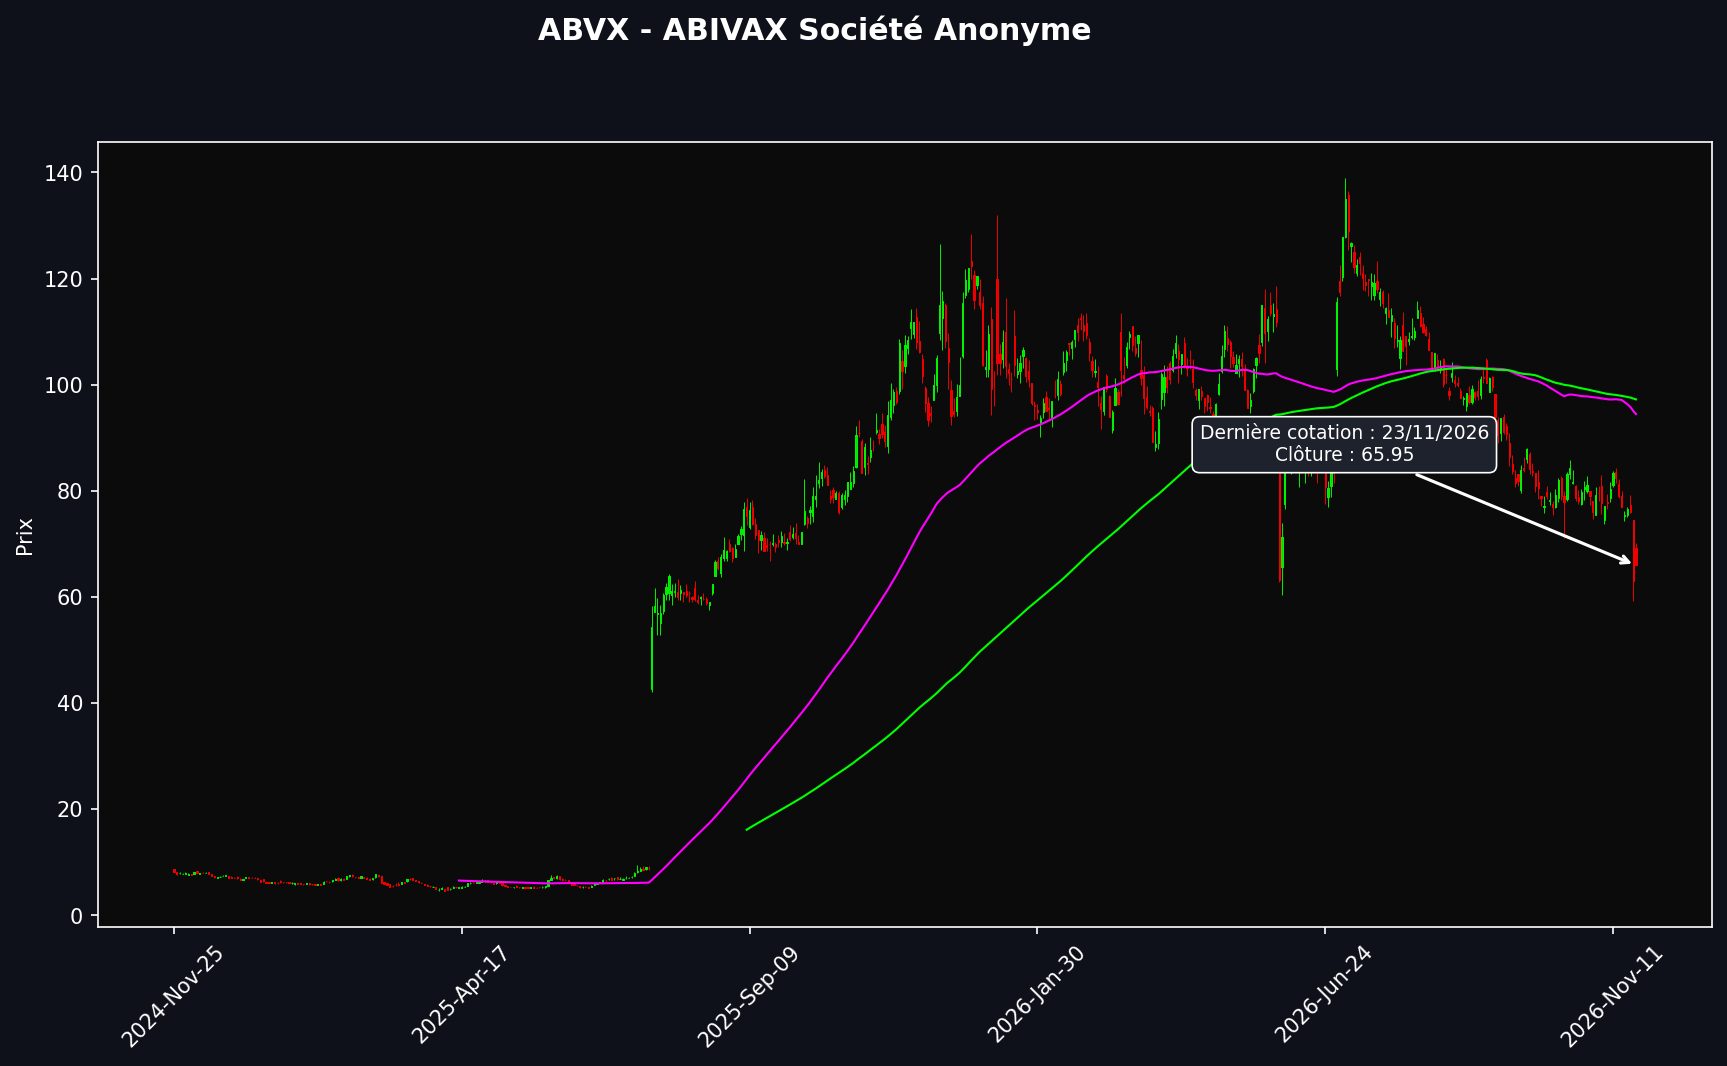 ABVX - ABIVAX Société Anonyme
Prix
140
120
100
80
60
40
20
0
Dernière cotation : 23/11/2026
Clôture : 65.95
2024-Nov-25
2025-Apr-17
2025-Sep-09
2026-Jan-30
2026-Jun-24
2026-Nov-11